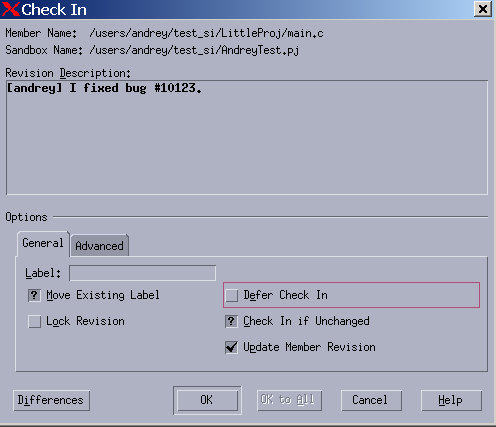 Check In
Member Name: /users/andrey/test_si/LittleProj/main.c
Sandbox Name: /users/andrey/test_si/AndreyTest.pj
Revision Description:
[andrey] I fixed bug #10123.
Options
General Advanced
Label:
? Move Existing Label Defer Check In
Lock Revision ? Check In if Unchanged
Update Member Revision
Differences OK OK to All Cancel Help